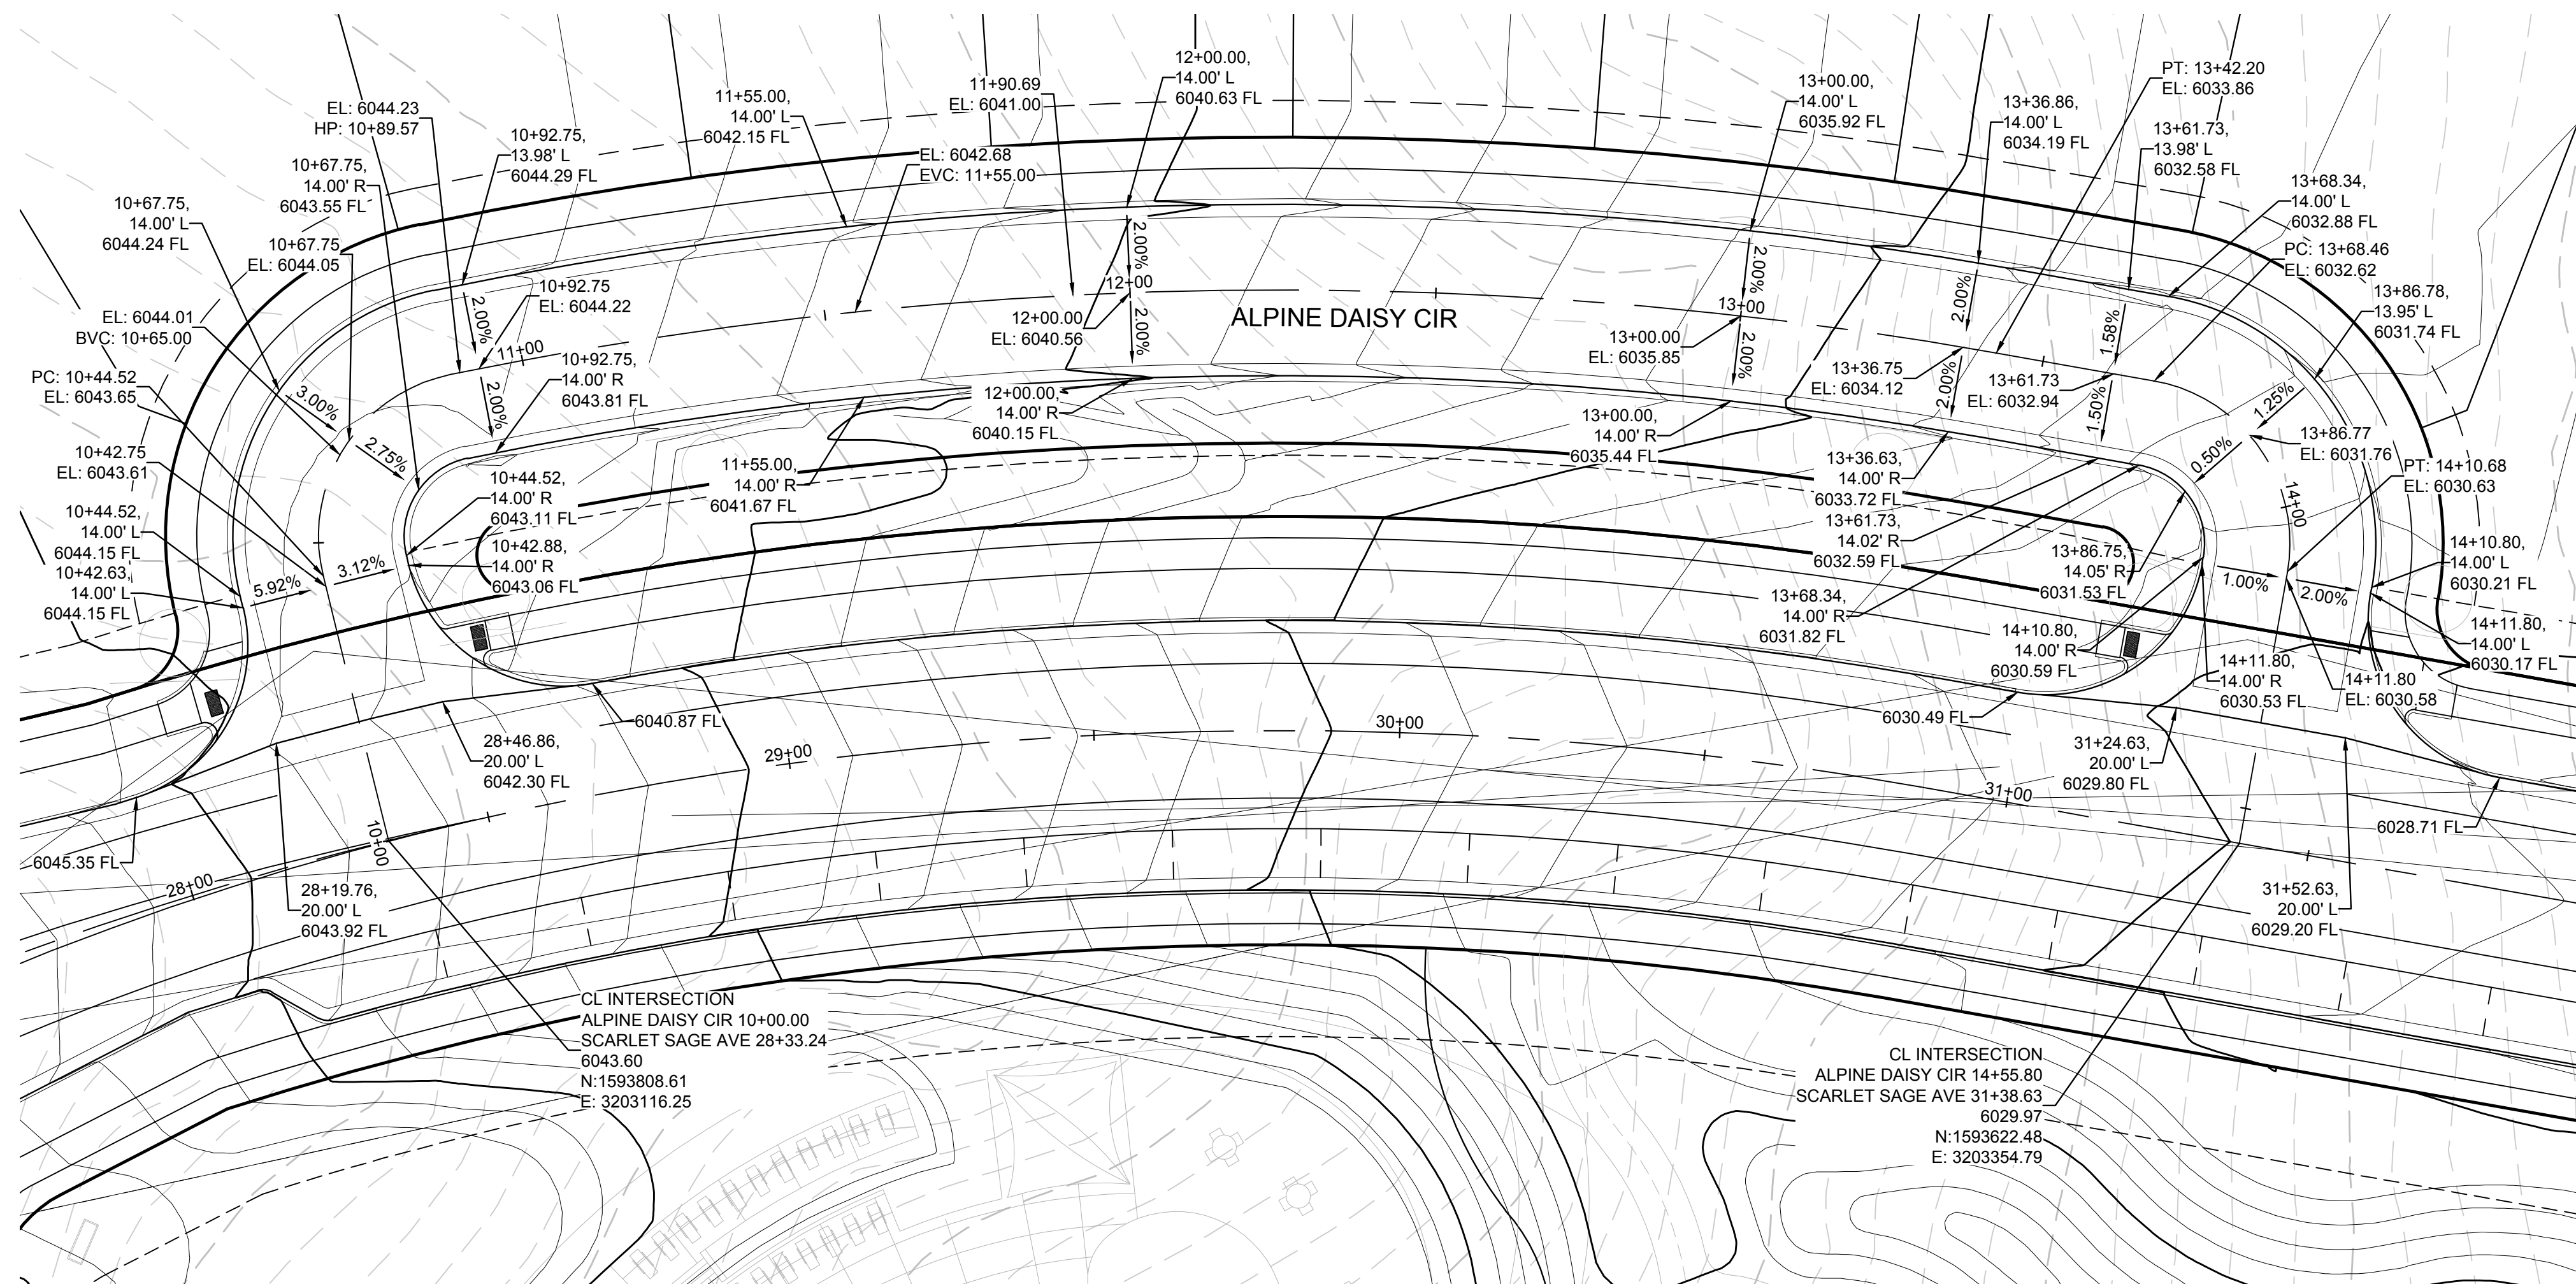 12+00.00,
14.00' L
6040.63 FL
11+90.69
EL: 6041.00
11+55.00,
14.00' L
6042.15 FL
EL: 6044.23
HP: 10+89.57
10+92.75,
13.98' L
6044.29 FL
10+67.75,
14.00' R
6043.55 FL
10+67.75,
14.00' L
6044.24 FL
10+67.75
EL: 6044.05
EL: 6042.68
EVC: 11+55.00
13+00.00,
14.00' L
6035.92 FL
PT: 13+42.20
EL: 6033.86
13+36.86,
14.00' L
6034.19 FL
13+61.73,
13.98' L
6032.58 FL
13+68.34,
14.00' L
6032.88 FL
PC: 13+68.46
EL: 6032.62
13+86.78,
13.95' L
6031.74 FL
EL: 6044.01
BVC: 10+65.00
10+92.75
EL: 6044.22
2.00%
11+00
2.00%
10+92.75,
14.00' R
6043.81 FL
2.00%
12+00
2.00%
12+00.00
EL: 6040.56
ALPINE DAISY CIR
2.00%
13+00
2.00%
13+00.00
EL: 6035.85
2.00%
2.00%
13+36.75
EL: 6034.12
1.58%
1.50%
13+61.73
EL: 6032.94
PC: 10+44.52
EL: 6043.65
3.00%
2.75%
12+00.00,
14.00' R
6040.15 FL
13+00.00,
14.00' R
6035.44 FL
1.25%
0.50%
13+86.77
EL: 6031.76
10+42.75
EL: 6043.61
10+44.52,
14.00' L
6044.15 FL
10+42.63,
14.00' L
6044.15 FL
5.92%
3.12%
10+44.52,
14.00' R
6043.11 FL
10+42.88,
14.00' R
6043.06 FL
11+55.00,
14.00' R
6041.67 FL
13+36.63,
14.00' R
6033.72 FL
13+61.73,
14.02' R
6032.59 FL
13+86.75,
14.05' R
6031.53 FL
13+68.34,
14.00' R
6031.82 FL
14+10.80,
14.00' R
6030.59 FL
14+00
PT: 14+10.68
EL: 6030.63
1.00%
2.00%
14+10.80,
14.00' L
6030.21 FL
14+11.80,
14.00' L
6030.17 FL
14+11.80,
14.00' R
6030.53 FL
14+11.80
EL: 6030.58
6040.87 FL
28+46.86,
20.00' L
6042.30 FL
29+00
30+00
6030.49 FL
31+24.63,
20.00' L
6029.80 FL
31+00
6028.71 FL
10+00
6045.35 FL
28+00
28+19.76,
20.00' L
6043.92 FL
31+52.63,
20.00' L
6029.20 FL
CL INTERSECTION
ALPINE DAISY CIR 10+00.00
SCARLET SAGE AVE 28+33.24
6043.60
N:1593808.61
E: 3203116.25
CL INTERSECTION
ALPINE DAISY CIR 14+55.80
SCARLET SAGE AVE 31+38.63
6029.97
N:1593622.48
E: 3203354.79